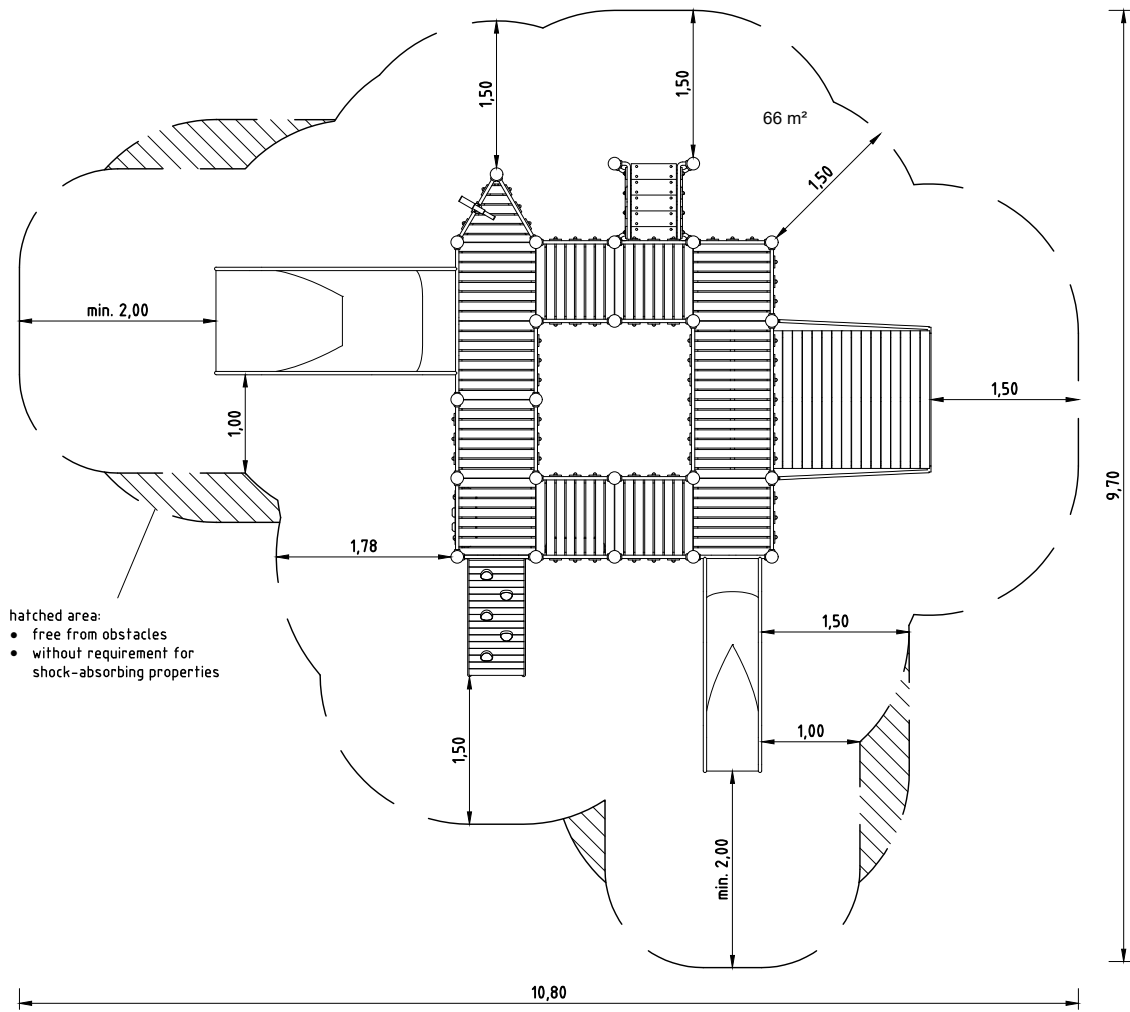 1,50
1,50
66 m²
1,50
min. 2,00
1,00
1,50
9,70
1,78
hatched area:
• free from obstacles
• without requirement for
shock-absorbing properties
1,50
1,50
1,00
min. 2,00
10,80